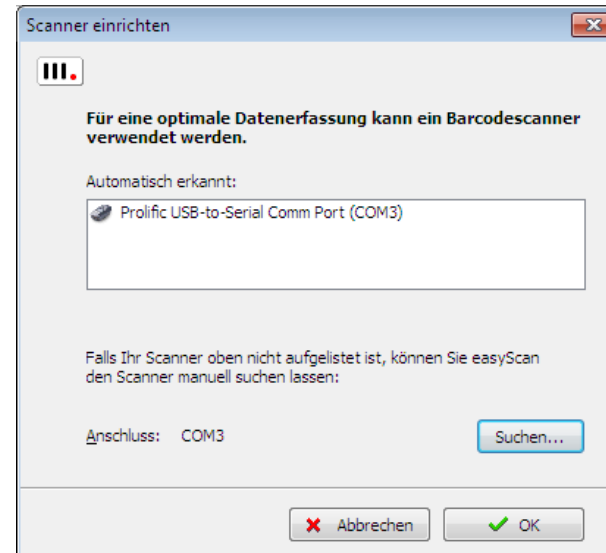 Scanner einrichten
Für eine optimale Datenerfassung kann ein Barcodescanner
verwendet werden.
Automatisch erkannt:
Prolific USB-to-Serial Comm Port (COM3)
Falls Ihr Scanner oben nicht aufgelistet ist, können Sie easyScan
den Scanner manuell suchen lassen:
Anschluss: COM3
Suchen...
Abbrechen
OK